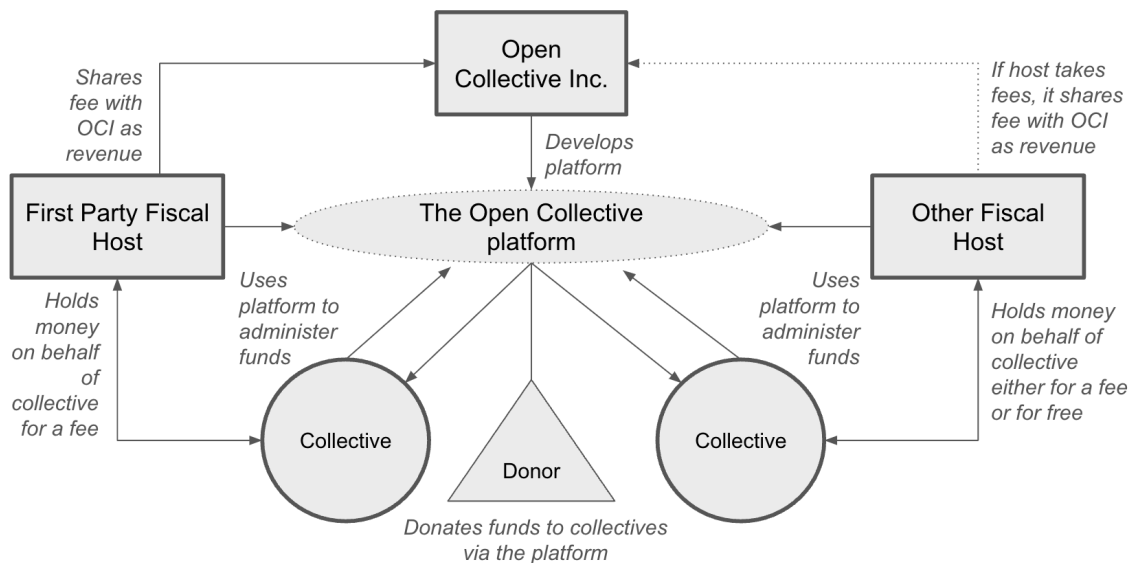 Open
Collective Inc.
Shares
fee with
OCI as
revenue
If host takes
fees, it shares
fee with OCI
as revenue
Develops
platform
First Party Fiscal
Host
The Open Collective
platform
Other Fiscal
Host
Holds
money
on behalf
of
collective
for a fee
Uses
platform to
administer
funds
Uses
platform to
administer
funds
Holds money
on behalf of
collective
either for a fee
or for free
Collective
Donor
Collective
Donates funds to collectives
via the platform